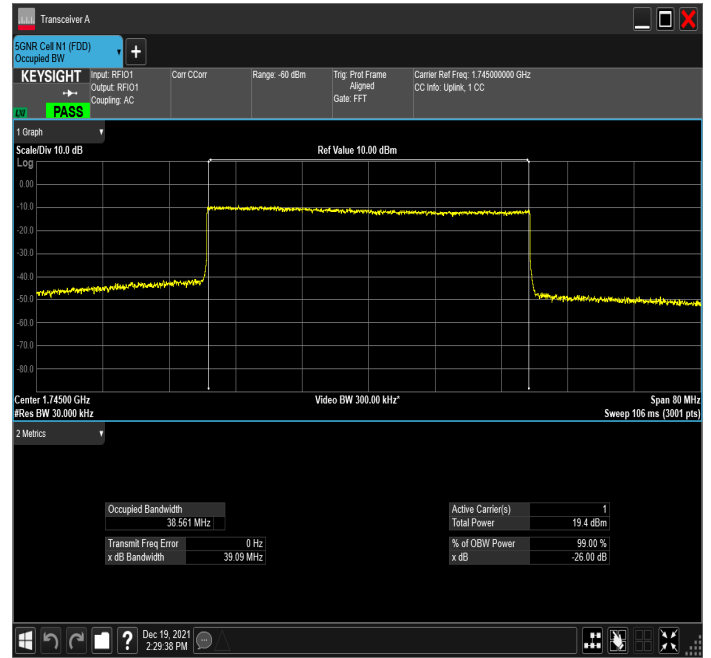 Transceiver A
5GNR Cell N1 (FDD)
Occupied BW
+
KEYSIGHT
LXI
PASS
Input: RFIO1
Output: RFIO1
Coupling: AC
Corr CCorr
Range: -60 dBm
Trig: Prot Frame
Aligned
Gate: FFT
Carrier Ref Freq: 1.745000000 GHz
CC Info: Uplink, 1 CC
1 Graph
Scale/Div 10.0 dB
Ref Value 10.00 dBm
Log
0.00
-10.0
-20.0
-30.0
-40.0
-50.0
-60.0
-70.0
-80.0
Center 1.74500 GHz
Video BW 300.00 kHz*
Span 80 MHz
#Res BW 30.000 kHz
Sweep 106 ms (3001 pts)
2 Metrics
Occupied Bandwidth
38.561 MHz
Transmit Freq Error 0 Hz
x dB Bandwidth 39.09 MHz
Active Carrier(s) 1
Total Power 19.4 dBm
% of OBW Power 99.00 %
x dB -26.00 dB
?
Dec 19, 2021
2:29:38 PM